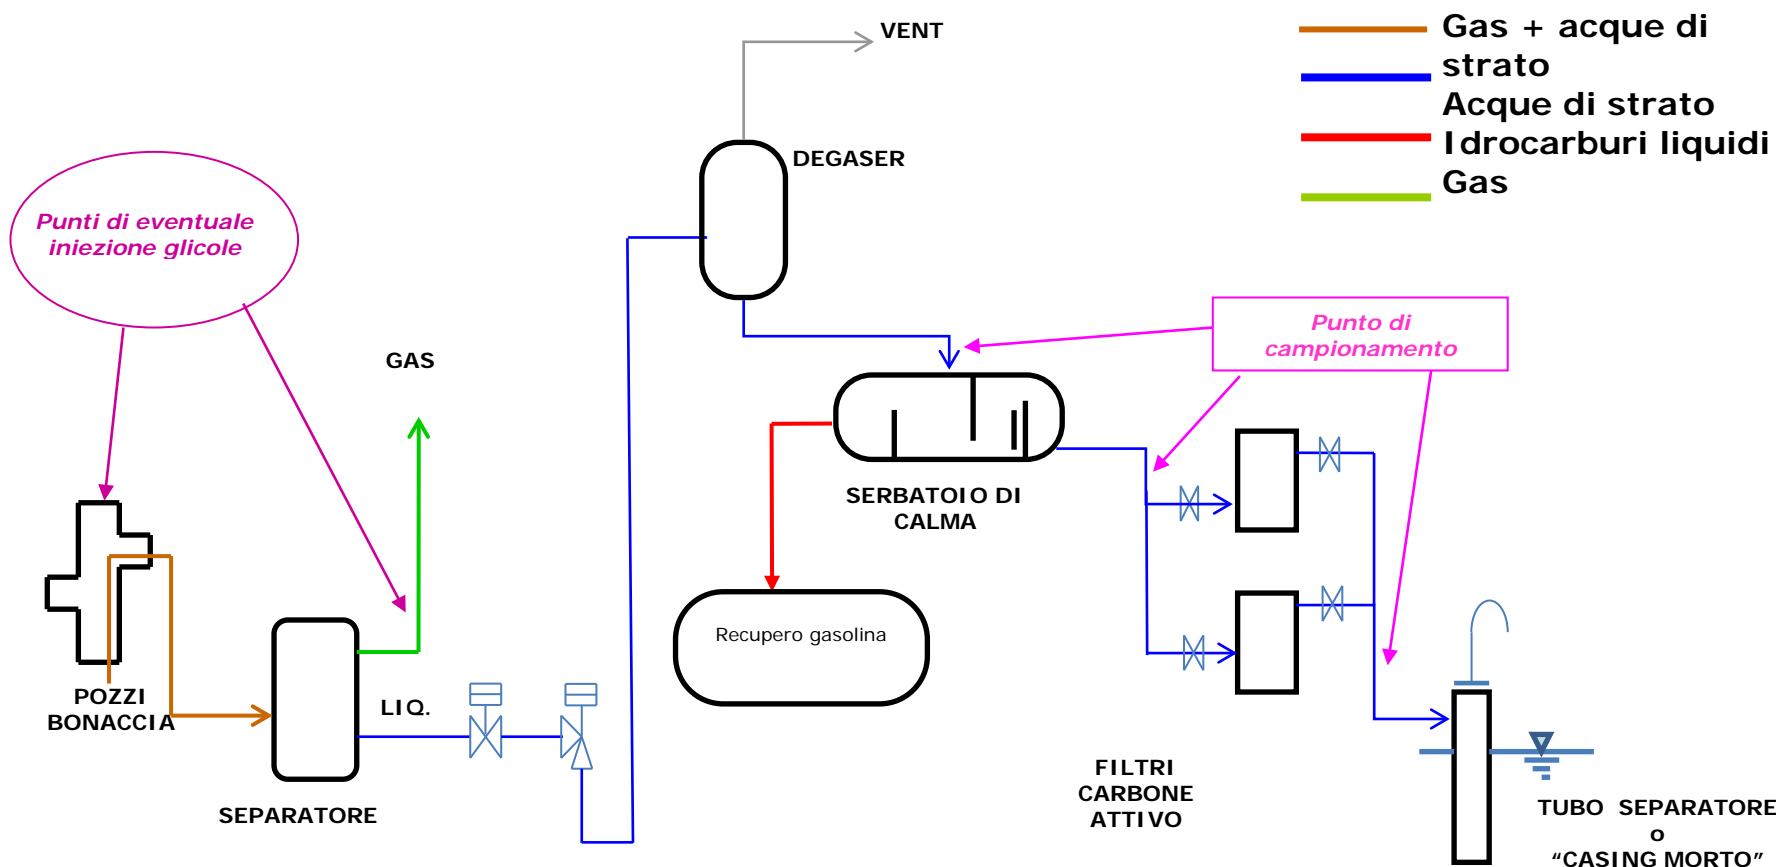 VENT
Gas + acque di
strato
Acque di strato
Idrocarburi liquidi
Gas
DEGASER
Punti di eventuale
iniezione glicole
Punto di
campionamento
GAS
SERBATOIO DI
CALMA
Recupero gasolina
POZZI
BONACCIA
LIQ.
SEPARATORE
FILTRI
CARBONE
ATTIVO
TUBO SEPARATORE
o
“CASING MORTO”